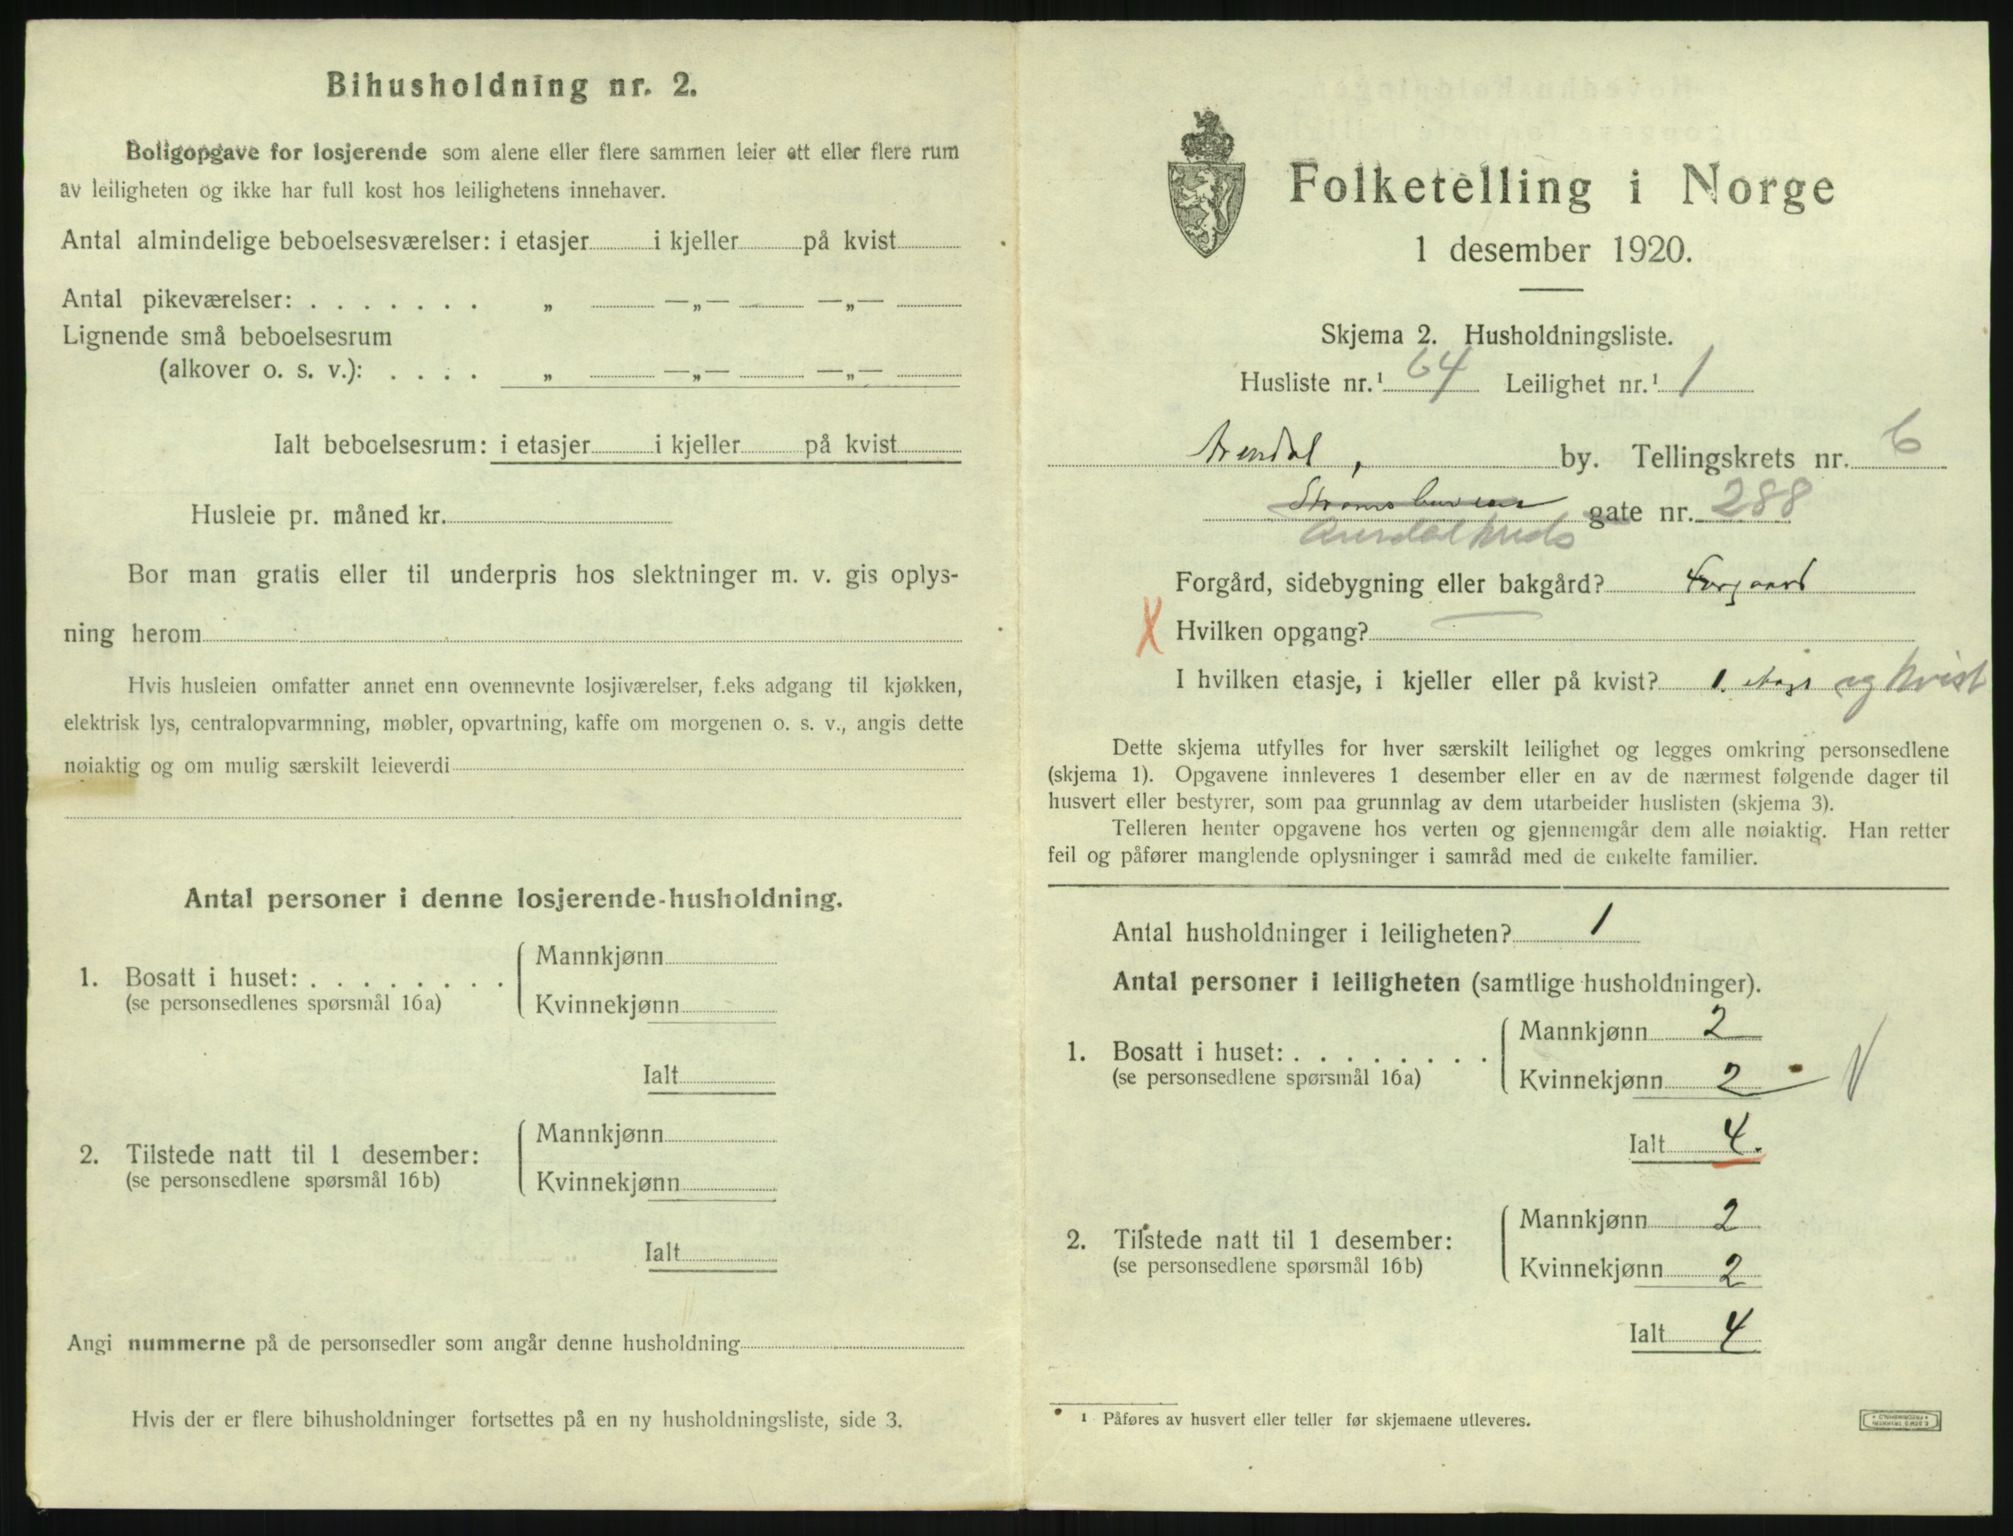 Bihusholdning nr. 2.
Boligopgave for losjerende som alene eller flere sammen leier ett eller flere rum
av leiligheten og ikke har full kost hos leilighetens innehaver.
Antal almindelige beboelsesværelser: i etasjer i kjeller på kvist
Antal pikeværelser: . . . . . . . „ —„— —„—
Lignende små beboelsesrum
(alkover o. s. v.): . . . . „ —„— —„—
Ialt beboelsesrum: i etasjer i kjeller på kvist
Husleie pr. måned kr.
Bor man gratis eller til underpris hos slektninger m. v. gis oplys-
ning herom
Hvis husleien omfatter annet enn ovennevnte losjiværelser, f.eks adgang til kjøkken,
elektrisk lys, centralopvarmning, møbler, opvartning, kaffe om morgenen o. s. v., angis dette
nøiaktig og om mulig særskilt leieverdi
Antal personer i denne losjerende-husholdning.
1. Bosatt i huset: . . . . . . . . Mannkjønn
(se personsedlenes spørsmål 16a) Kvinnekjønn
Ialt
2. Tilstede natt til 1 desember: Mannkjønn
(se personsedlene spørsmål 16b) Kvinnekjønn
Ialt
Angi nummerne på de personsedler som angår denne husholdning
Hvis der er flere bihusholdninger fortsettes på en ny husholdningsliste, side 3.
Folketelling i Norge
1 desember 1920.
Skjema 2. Husholdningsliste.
Husliste nr.¹ 64 Leilighet nr.¹ 1
Arendal, by. Tellingskrets nr. 6
gate nr. 288
Forgård, sidebygning eller bakgård? Forgaard
X Hvilken opgang? —
I hvilken etasje, i kjeller eller på kvist? 1. etage og kvist
Dette skjema utfylles for hver særskilt leilighet og legges omkring personsedlene
(skjema 1). Opgavene innleveres 1 desember eller en av de nærmest følgende dager til
husvert eller bestyrer, som paa grunnlag av dem utarbeider huslisten (skjema 3).
Telleren henter opgavene hos verten og gjennemgår dem alle nøiaktig. Han retter
feil og påfører manglende oplysninger i samråd med de enkelte familier.
Antal husholdninger i leiligheten? 1
Antal personer i leiligheten (samtlige husholdninger).
1. Bosatt i huset: . . . . . . . . Mannkjønn 2
(se personsedlene spørsmål 16a) Kvinnekjønn 2
Ialt 4.
2. Tilstede natt til 1 desember: Mannkjønn 2
(se personsedlene spørsmål 16b) Kvinnekjønn 2
Ialt 4
¹ Påføres av husvert eller teller før skjemaene utleveres.